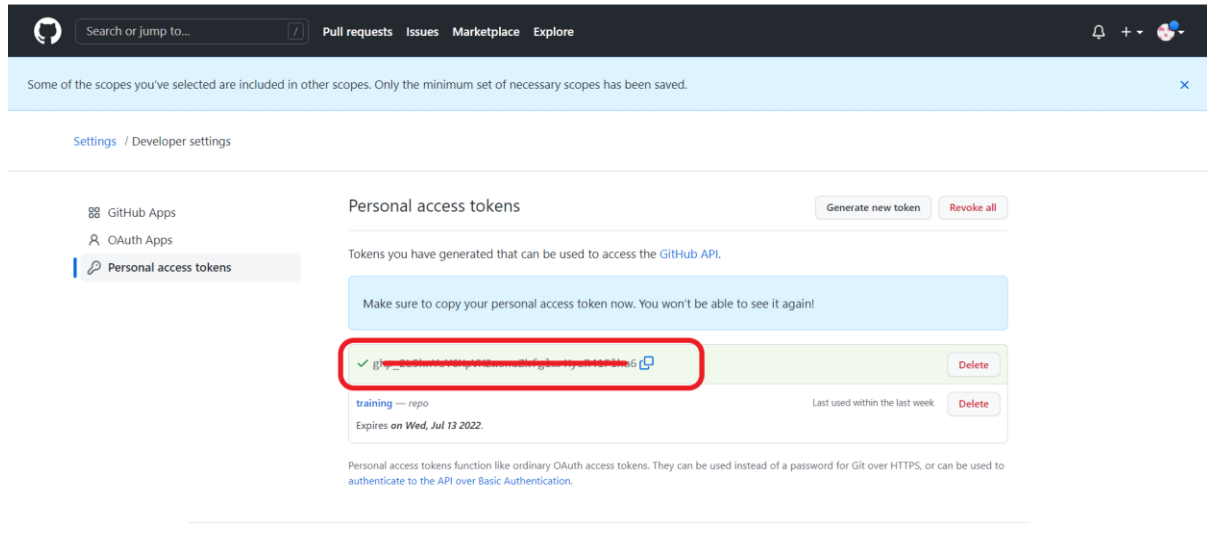 Search or jump to... /
Pull requests Issues Marketplace Explore
Some of the scopes you've selected are included in other scopes. Only the minimum set of necessary scopes has been saved.
Settings / Developer settings
GitHub Apps
OAuth Apps
Personal access tokens
Personal access tokens
Generate new token
Revoke all
Tokens you have generated that can be used to access the GitHub API.
Make sure to copy your personal access token now. You won't be able to see it again!
Delete
training — repo
Last used within the last week
Delete
Expires on Wed, Jul 13 2022.
Personal access tokens function like ordinary OAuth access tokens. They can be used instead of a password for Git over HTTPS, or can be used to
authenticate to the API over Basic Authentication.